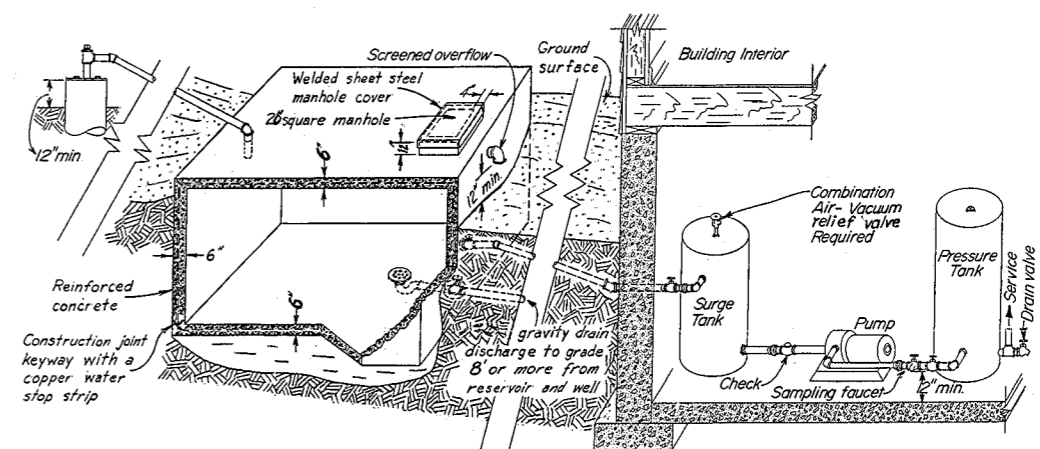 Screened overflow
Ground
surface
Building Interior
Welded sheet steel
manhole cover
square manhole
4"
12"
12" min.
6"
12" min.
Combination
Air-Vacuum
relief valve
Required
Pressure
Tank
6"
Reinforced
concrete
6"
Surge
Tank
Service
Drain valve
Construction joint
keyway with a
copper water
stop strip
gravity drain
discharge to grade
8' or more from
reservoir and well
Pump
Check
Sampling faucet
12" min.